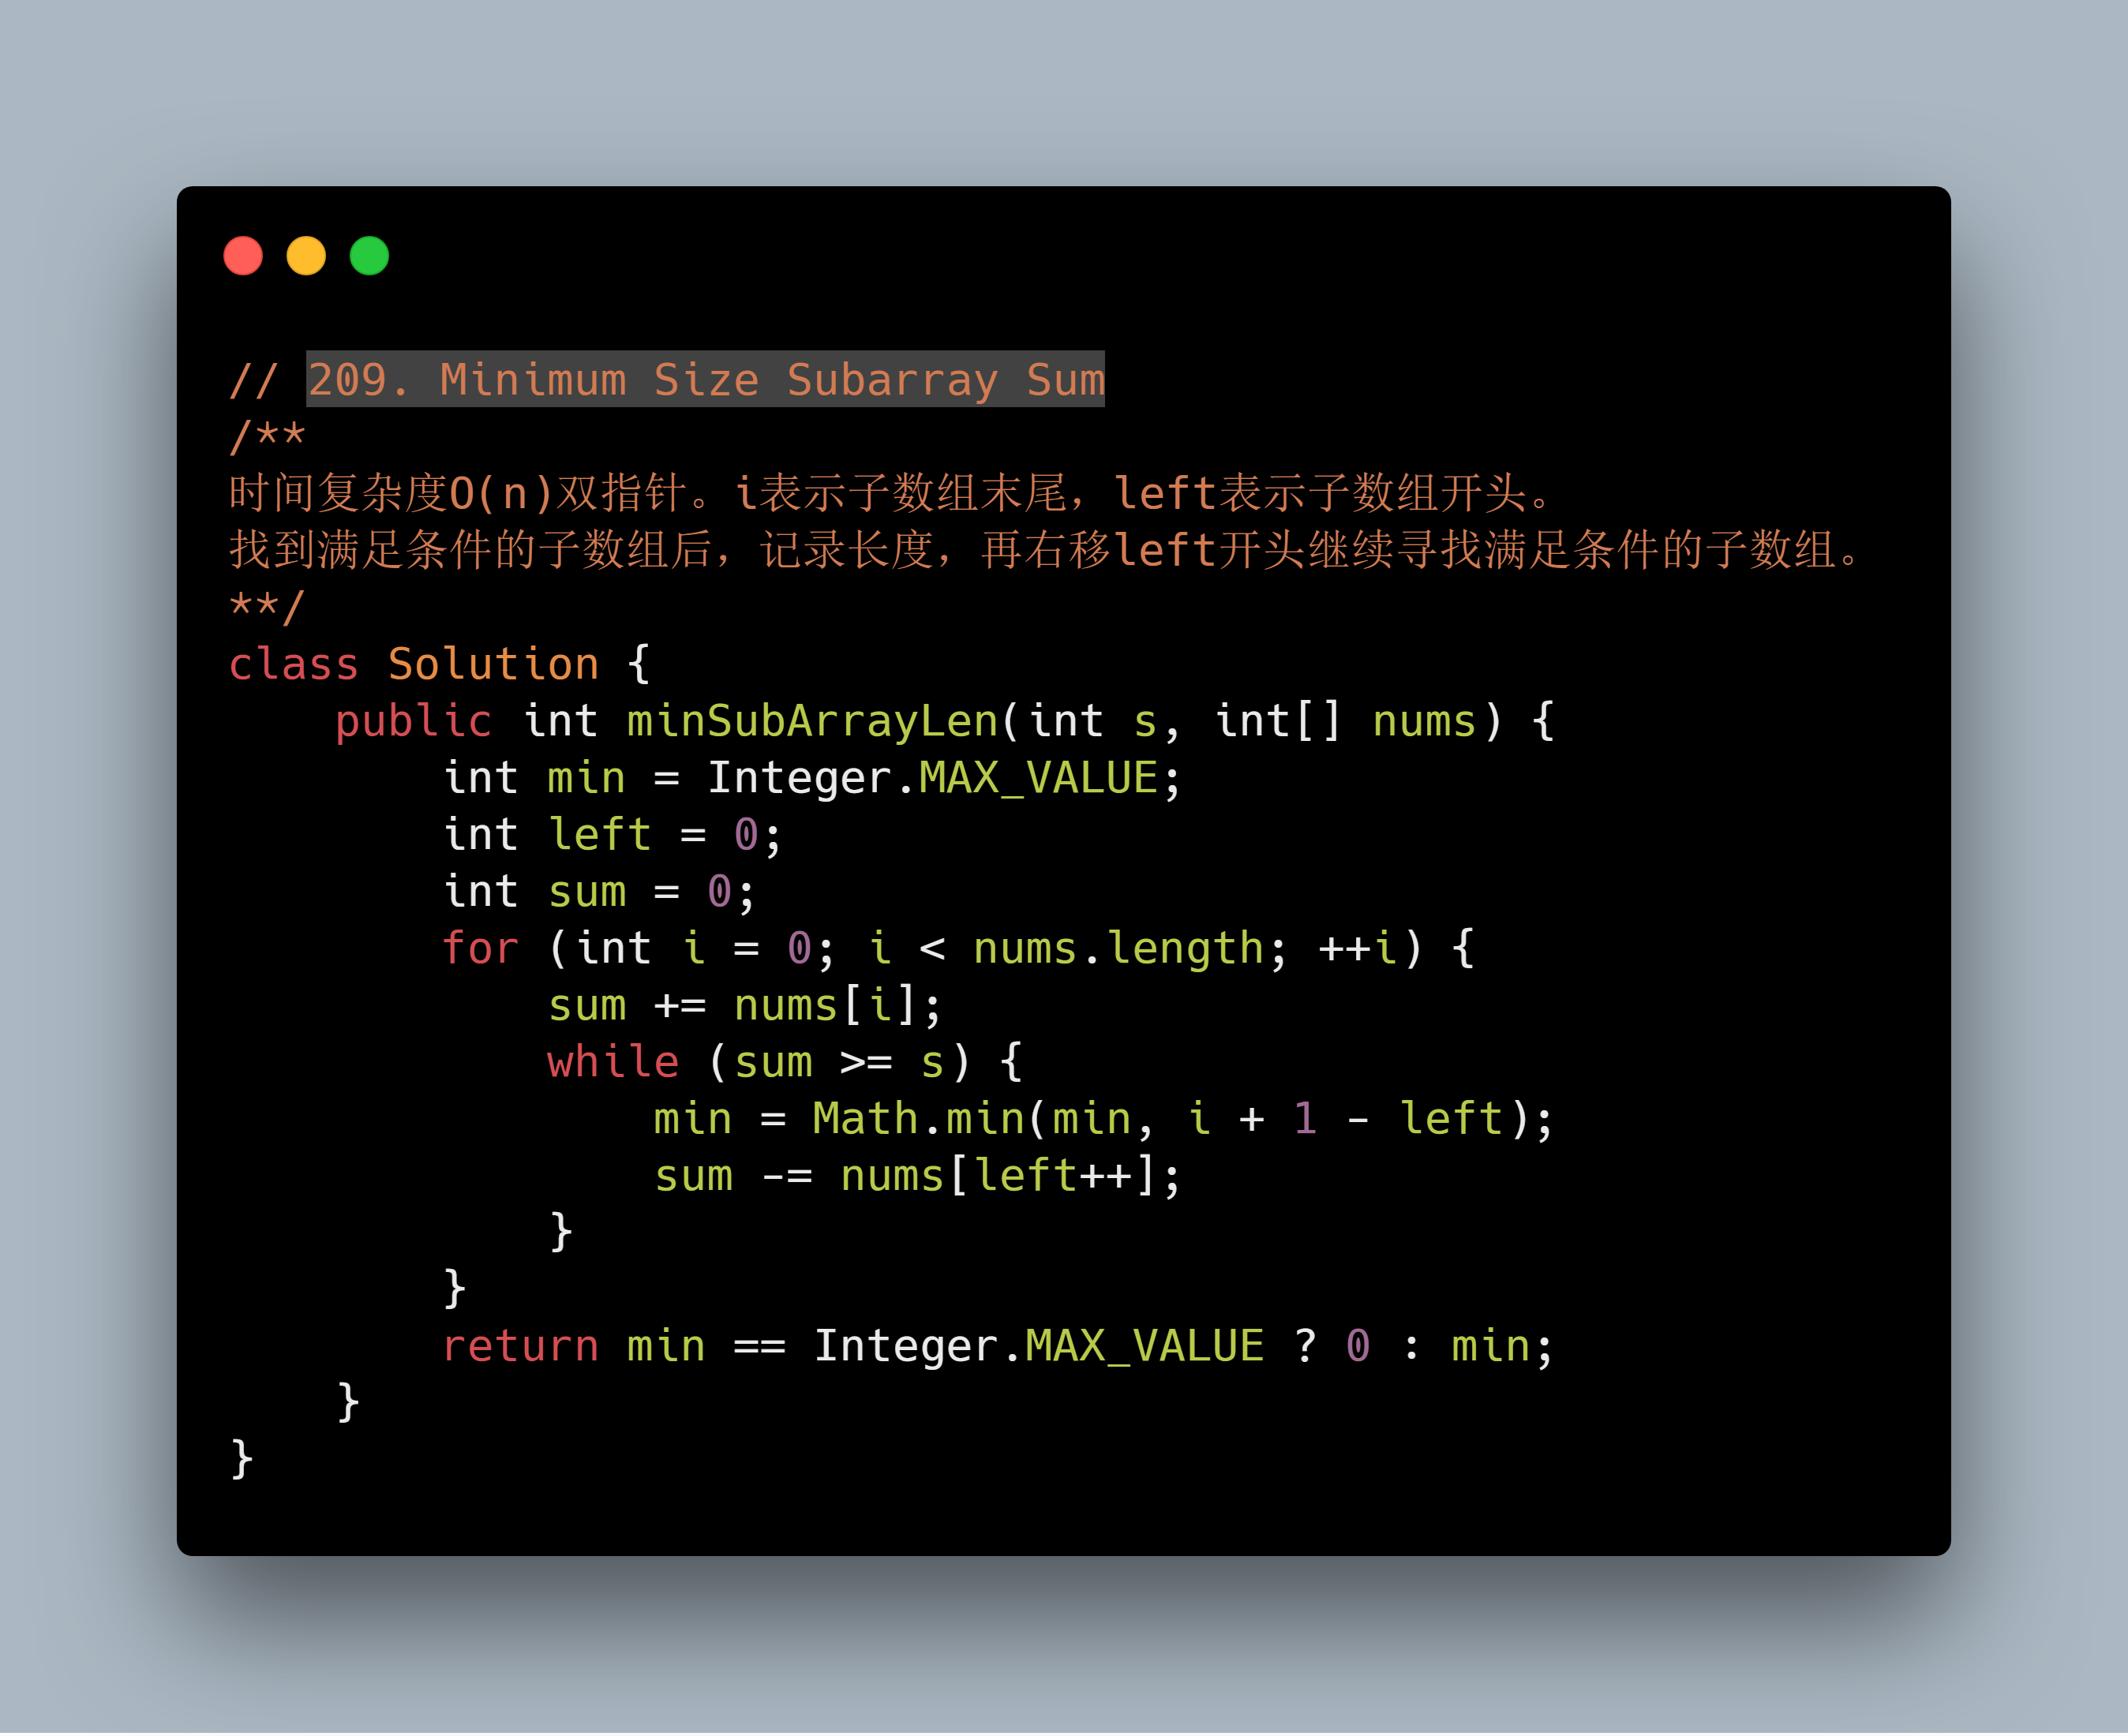 // 209. Minimum Size Subarray Sum
/**
时间复杂度O(n)双指针。i表示子数组末尾，left表示子数组开头。
找到满足条件的子数组后，记录长度，再右移left开头继续寻找满足条件的子数组。
**/
class Solution {
    public int minSubArrayLen(int s, int[] nums) {
        int min = Integer.MAX_VALUE;
        int left = 0;
        int sum = 0;
        for (int i = 0; i < nums.length; ++i) {
            sum += nums[i];
            while (sum >= s) {
                min = Math.min(min, i + 1 - left);
                sum -= nums[left++];
            }
        }
        return min == Integer.MAX_VALUE ? 0 : min;
    }
}